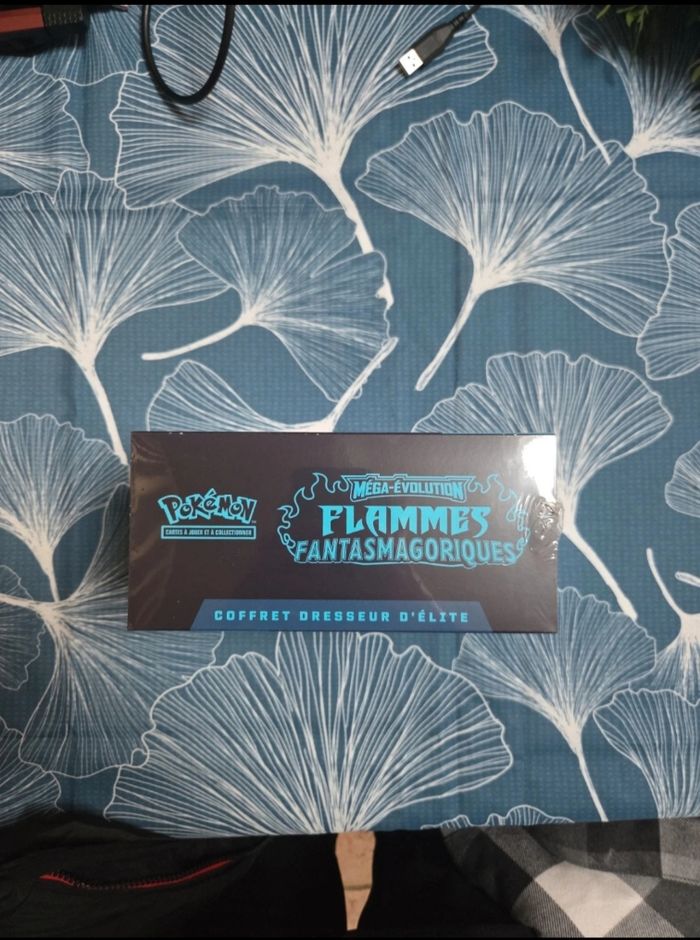 POKéMON
CARTES À JOUER ET À COLLECTIONNER
MÉGA-ÉVOLUTION
FLAMMES
FANTASMAGORIQUES
COFFRET DRESSEUR D'ÉLITE